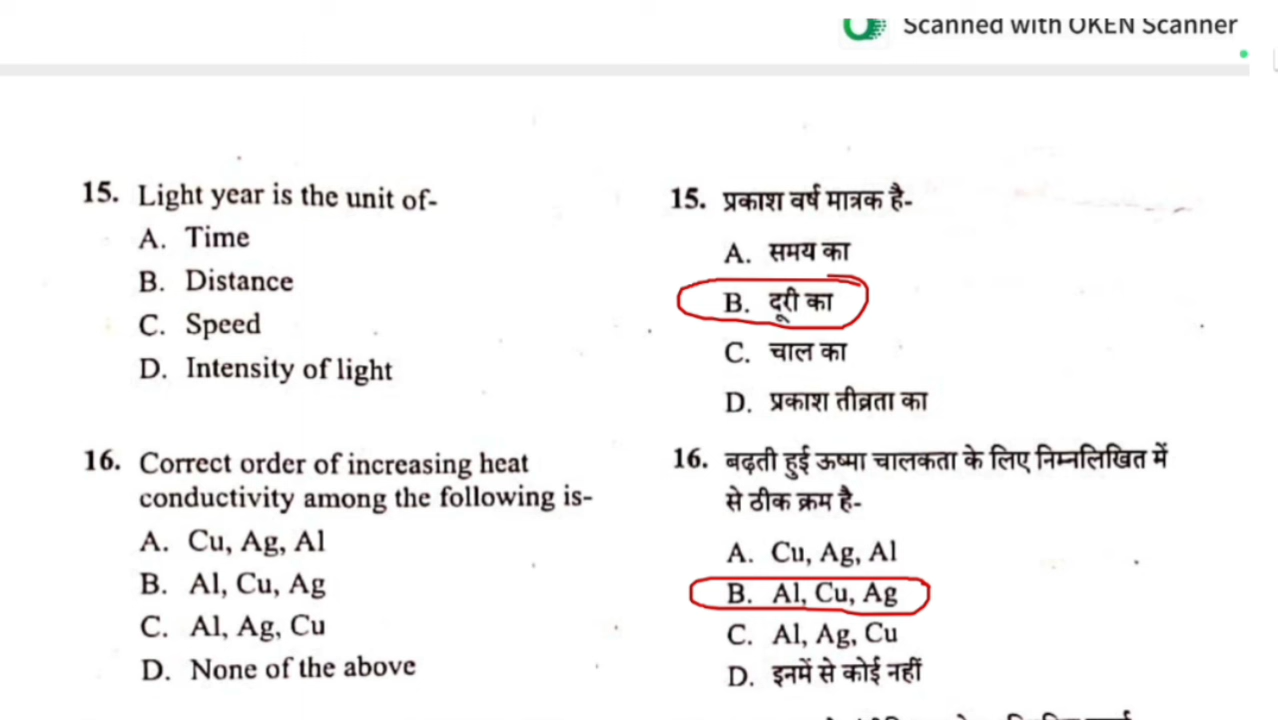 Scanned with OKEN Scanner
15. Light year is the unit of-
A. Time
B. Distance
C. Speed
D. Intensity of light
16. Correct order of increasing heat
conductivity among the following is-
A. Cu, Ag, Al
B. Al, Cu, Ag
C. Al, Ag, Cu
D. None of the above
15. प्रकाश वर्ष मात्रक है-
A. समय का
B. दूरी का
C. चाल का
D. प्रकाश तीव्रता का
16. बढ़ती हुई ऊष्मा चालकता के लिए निम्नलिखित में
से ठीक क्रम है-
A. Cu, Ag, Al
B. Al, Cu, Ag
C. Al, Ag, Cu
D. इनमें से कोई नहीं